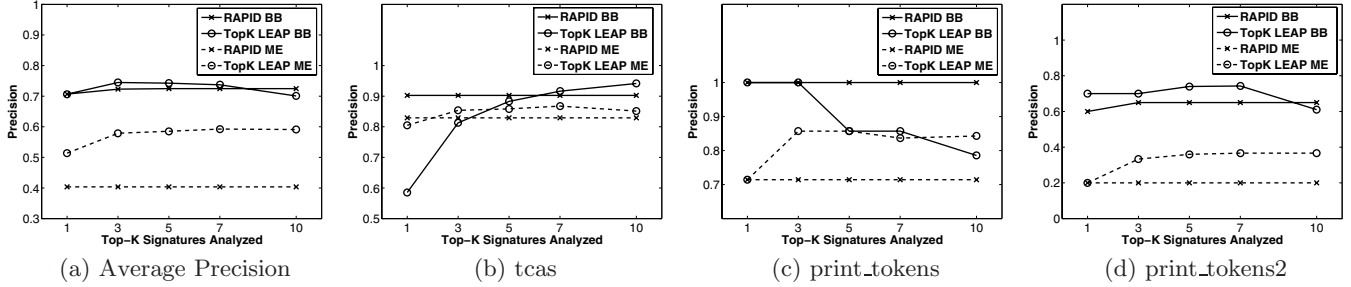 1
0.9
0.8
0.7
0.6
0.5
0.4
0.3
Precision
1 3 5 7 10
Top-K Signatures Analyzed
RAPID BB
TopK LEAP BB
RAPID ME
TopK LEAP ME
(a) Average Precision
1.2
1.1
1
0.9
0.8
0.7
0.6
0.5
Precision
1 3 5 7 10
Top-K Signatures Analyzed
RAPID BB
TopK LEAP BB
RAPID ME
TopK LEAP ME
(b) tcas
1
0.9
0.8
0.7
Precision
1 3 5 7 10
Top-K Signatures Analyzed
RAPID BB
TopK LEAP BB
RAPID ME
TopK LEAP ME
(c) print_tokens
1.2
1
0.8
0.6
0.4
0.2
0
Precision
1 3 5 7 10
Top-K Signatures Analyzed
RAPID BB
TopK LEAP BB
RAPID ME
TopK LEAP ME
(d) print_tokens2